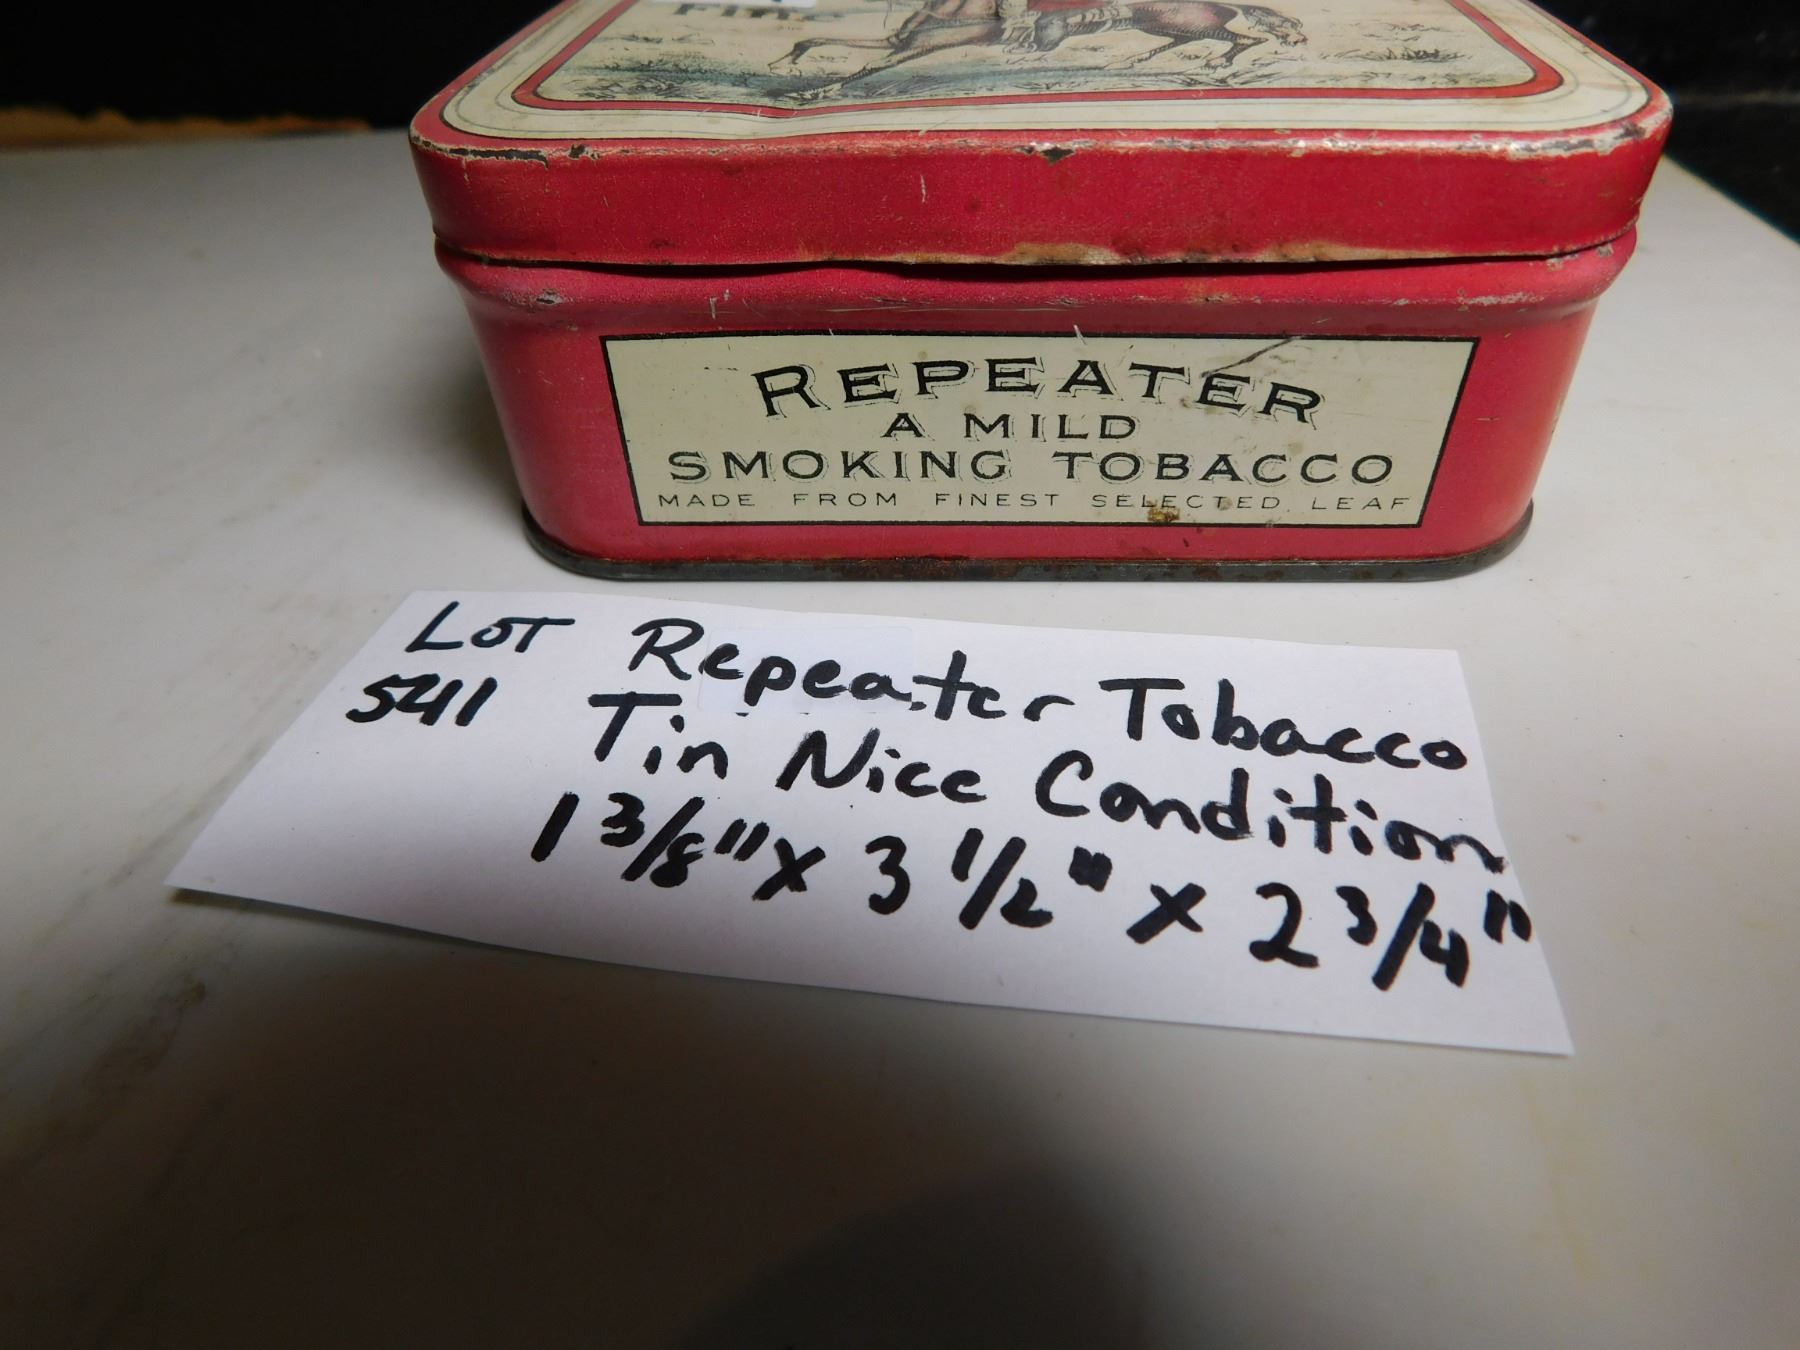 REPEATER
A MILD
SMOKING TOBACCO
MADE FROM FINEST SELECTED LEAF
LOT Repeater Tobacco
541 Tin Nice Condition
1 3/8" x 3 1/2" x 2 3/4"